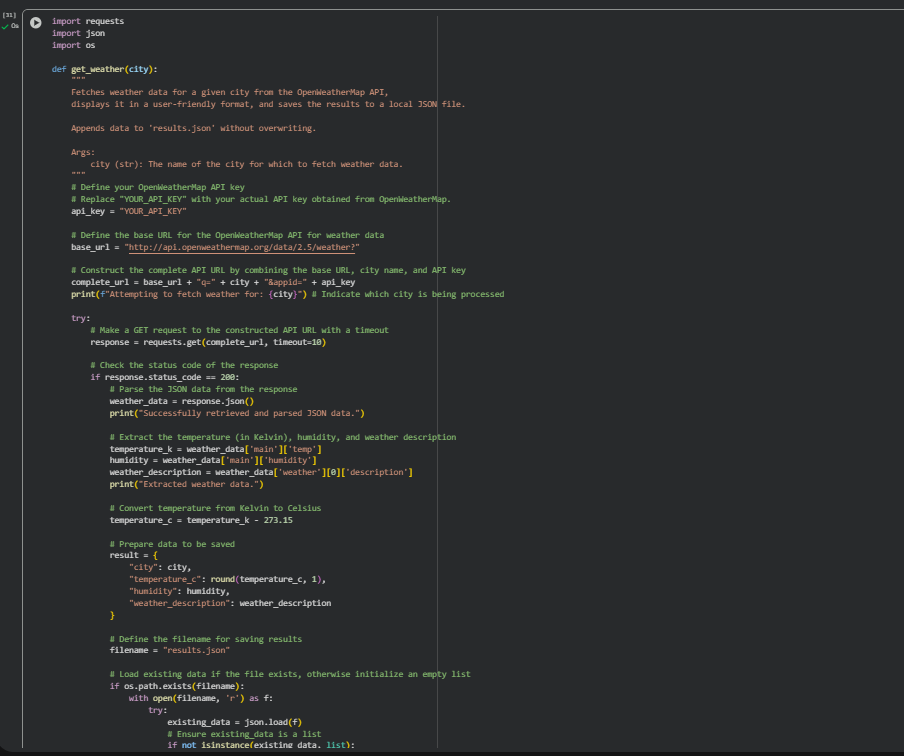 [31]
0s
import requests
import json
import os
def get_weather(city):
"""
Fetches weather data for a given city from the OpenWeatherMap API,
displays it in a user-friendly format, and saves the results to a local JSON file.
Appends data to 'results.json' without overwriting.
Args:
city (str): The name of the city for which to fetch weather data.
"""
# Define your OpenWeatherMap API key
# Replace "YOUR_API_KEY" with your actual API key obtained from OpenWeatherMap.
api_key = "YOUR_API_KEY"
# Define the base URL for the OpenWeatherMap API for weather data
base_url = "http://api.openweathermap.org/data/2.5/weather?"
# Construct the complete API URL by combining the base URL, city name, and API key
complete_url = base_url + "q=" + city + "&appid=" + api_key
print(f"Attempting to fetch weather for: {city}") # Indicate which city is being processed
try:
# Make a GET request to the constructed API URL with a timeout
response = requests.get(complete_url, timeout=10)
# Check the status code of the response
if response.status_code == 200:
# Parse the JSON data from the response
weather_data = response.json()
print("Successfully retrieved and parsed JSON data.")
# Extract the temperature (in Kelvin), humidity, and weather description
temperature_k = weather_data['main']['temp']
humidity = weather_data['main']['humidity']
weather_description = weather_data['weather'][0]['description']
print("Extracted weather data.")
# Convert temperature from Kelvin to Celsius
temperature_c = temperature_k - 273.15
# Prepare data to be saved
result = {
"city": city,
"temperature_c": round(temperature_c, 1),
"humidity": humidity,
"weather_description": weather_description
}
# Define the filename for saving results
filename = "results.json"
# Load existing data if the file exists, otherwise initialize an empty list
if os.path.exists(filename):
with open(filename, 'r') as f:
try:
existing_data = json.load(f)
# Ensure existing_data is a list
if not isinstance(existing_data, list):